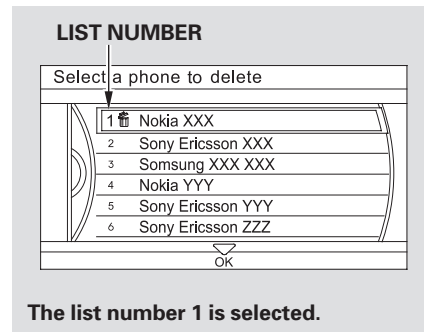 LIST NUMBER
Select a phone to delete
1 Nokia XXX
2 Sony Ericsson XXX
3 Somsung XXX XXX
4 Nokia YYY
5 Sony Ericsson YYY
6 Sony Ericsson ZZZ
OK
The list number 1 is selected.